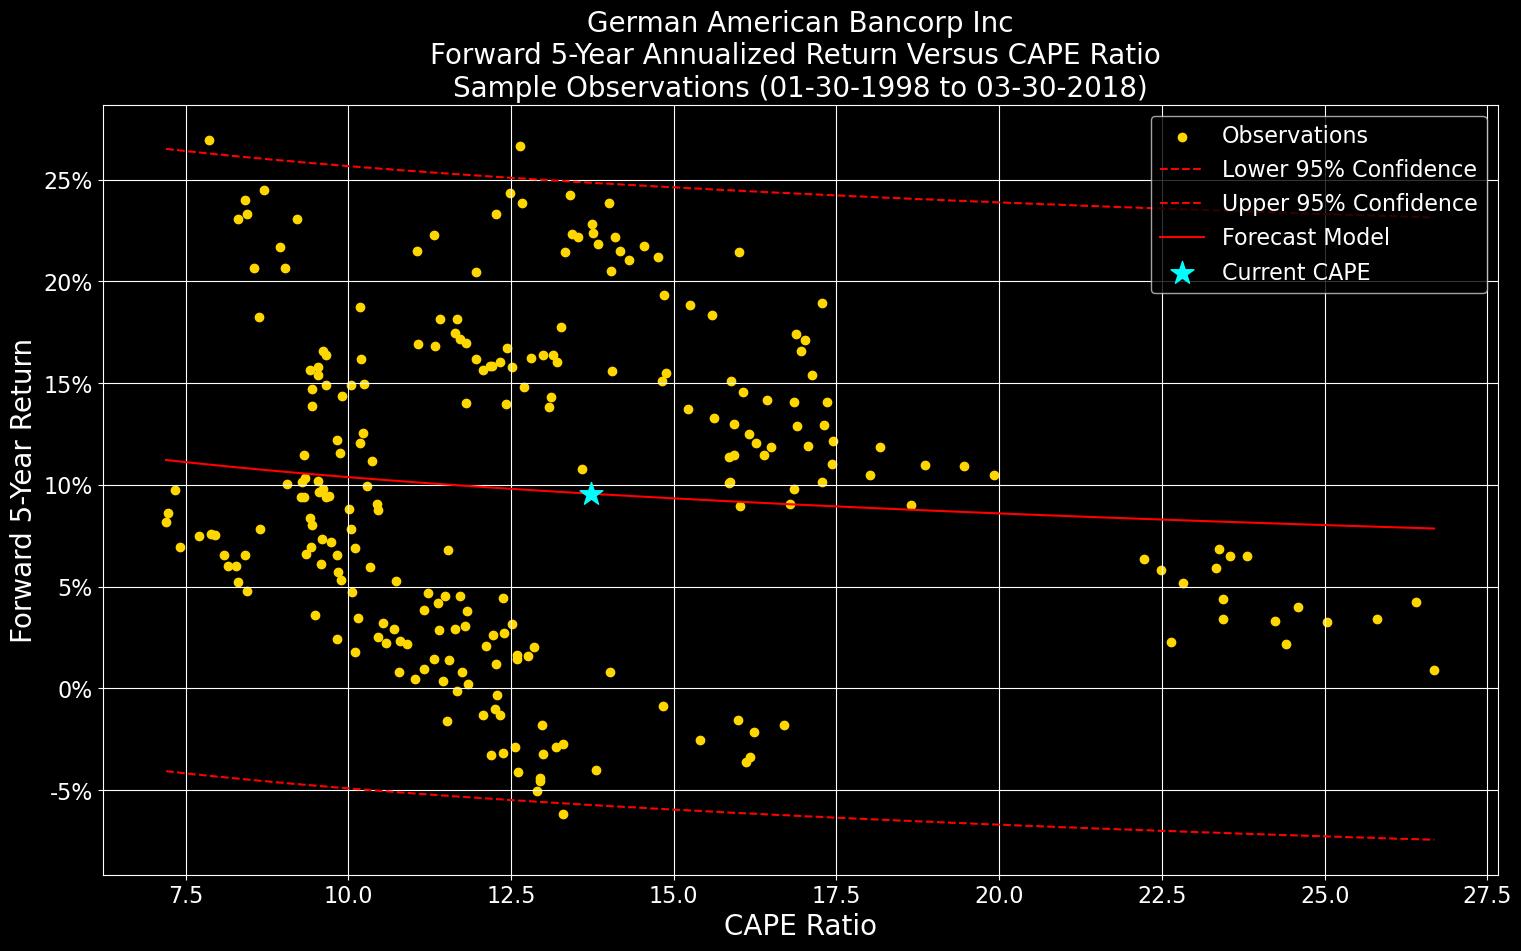 German American Bancorp Inc
Forward 5-Year Annualized Return Versus CAPE Ratio
Sample Observations (01-30-1998 to 03-30-2018)
Observations
Lower 95% Confidence
Upper 95% Confidence
Forecast Model
Current CAPE
Forward 5-Year Return
25%
20%
15%
10%
5%
0%
-5%
7.5 10.0 12.5 15.0 17.5 20.0 22.5 25.0 27.5
CAPE Ratio